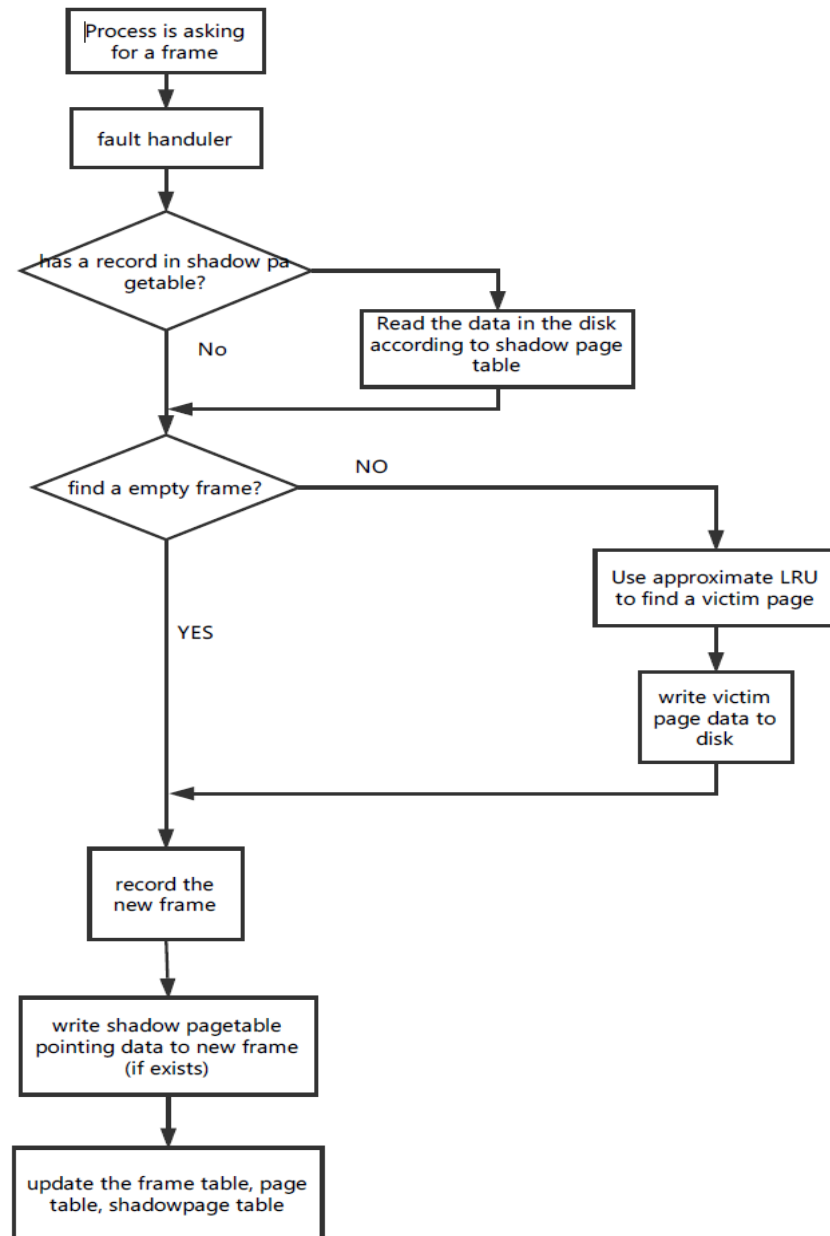 Process is asking
for a frame
fault handuler
has a record in shadow pa
getable?
Read the data in the disk
according to shadow page
table
No
NO
find a empty frame?
Use approximate LRU
to find a victim page
YES
write victim
page data to
disk
record the
new frame
write shadow pagetable
pointing data to new frame
(if exists)
update the frame table, page
table, shadowpage table